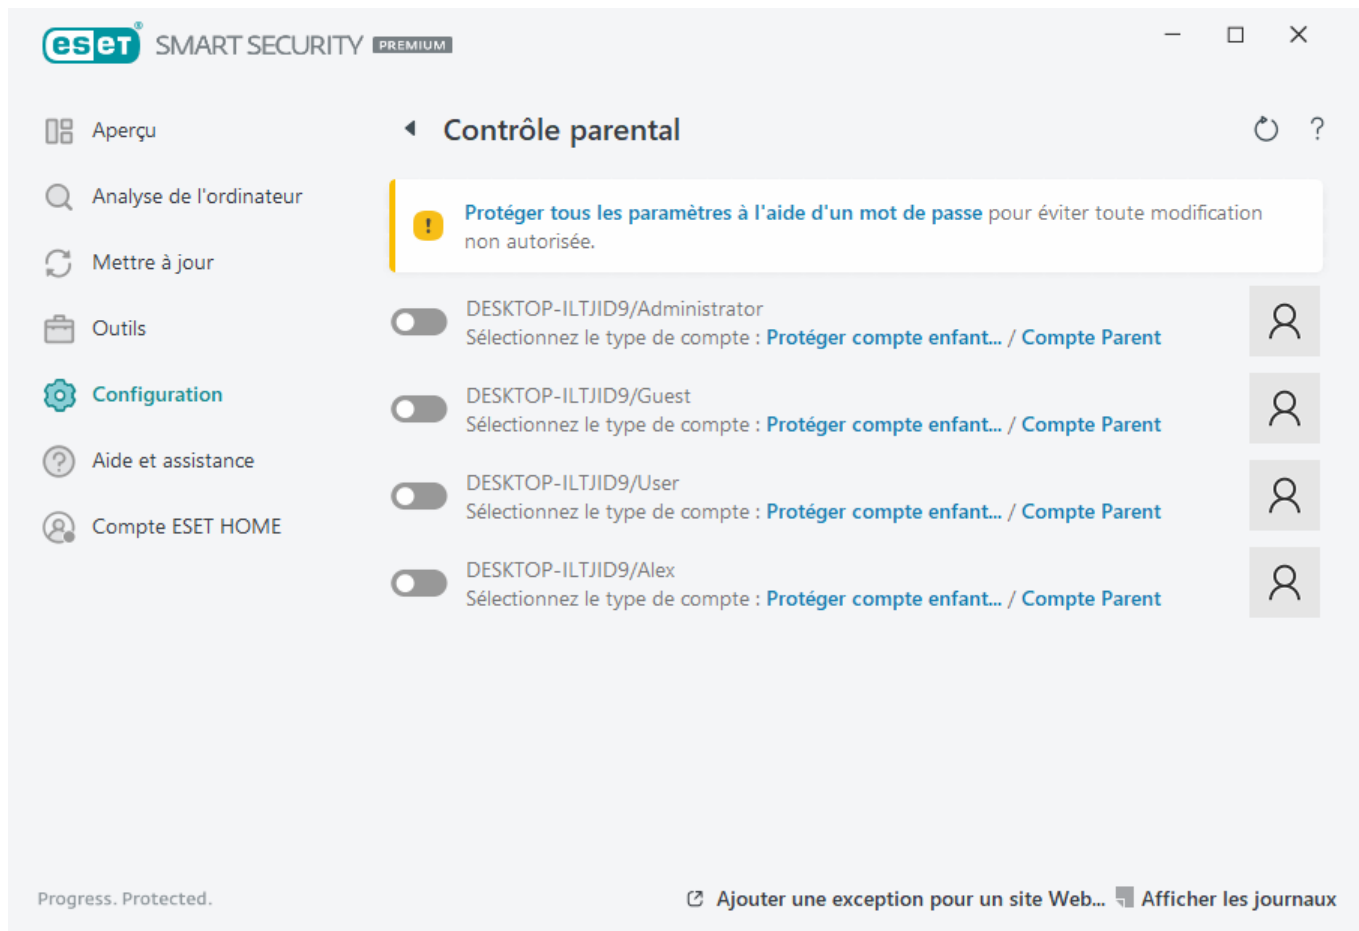 eset® SMART SECURITY PREMIUM
Aperçu
Analyse de l'ordinateur
Mettre à jour
Outils
Configuration
Aide et assistance
Compte ESET HOME
Contrôle parental
?
Protéger tous les paramètres à l'aide d'un mot de passe pour éviter toute modification
non autorisée.
DESKTOP-ILTJID9/Administrator
Sélectionnez le type de compte : Protéger compte enfant... / Compte Parent
DESKTOP-ILTJID9/Guest
Sélectionnez le type de compte : Protéger compte enfant... / Compte Parent
DESKTOP-ILTJID9/User
Sélectionnez le type de compte : Protéger compte enfant... / Compte Parent
DESKTOP-ILTJID9/Alex
Sélectionnez le type de compte : Protéger compte enfant... / Compte Parent
Progress. Protected.
Ajouter une exception pour un site Web... Afficher les journaux